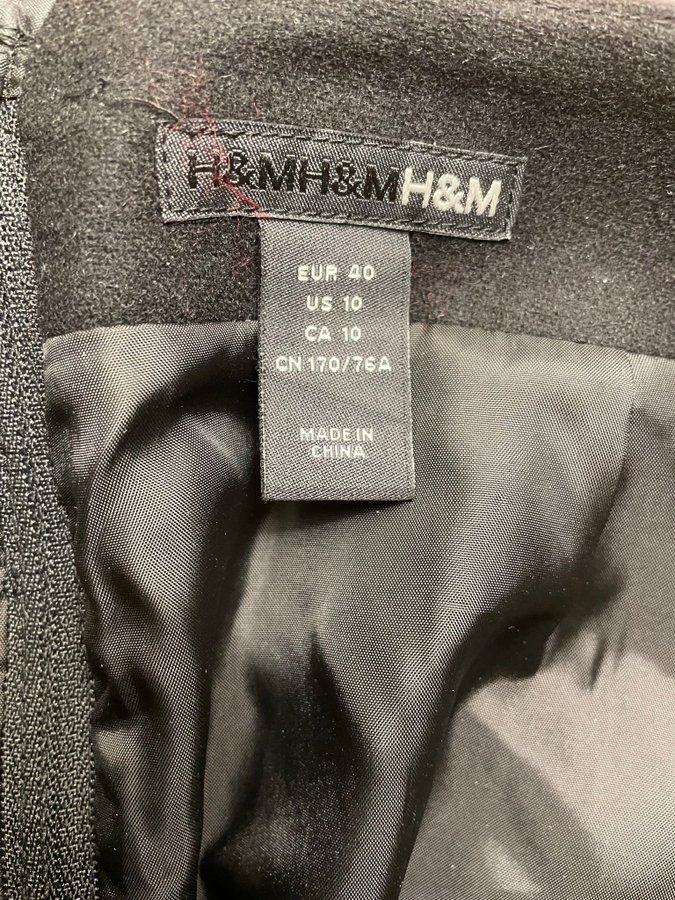 H&MH&MH&M
EUR 40
US 10
CA 10
CN 170/76A
MADE IN
CHINA